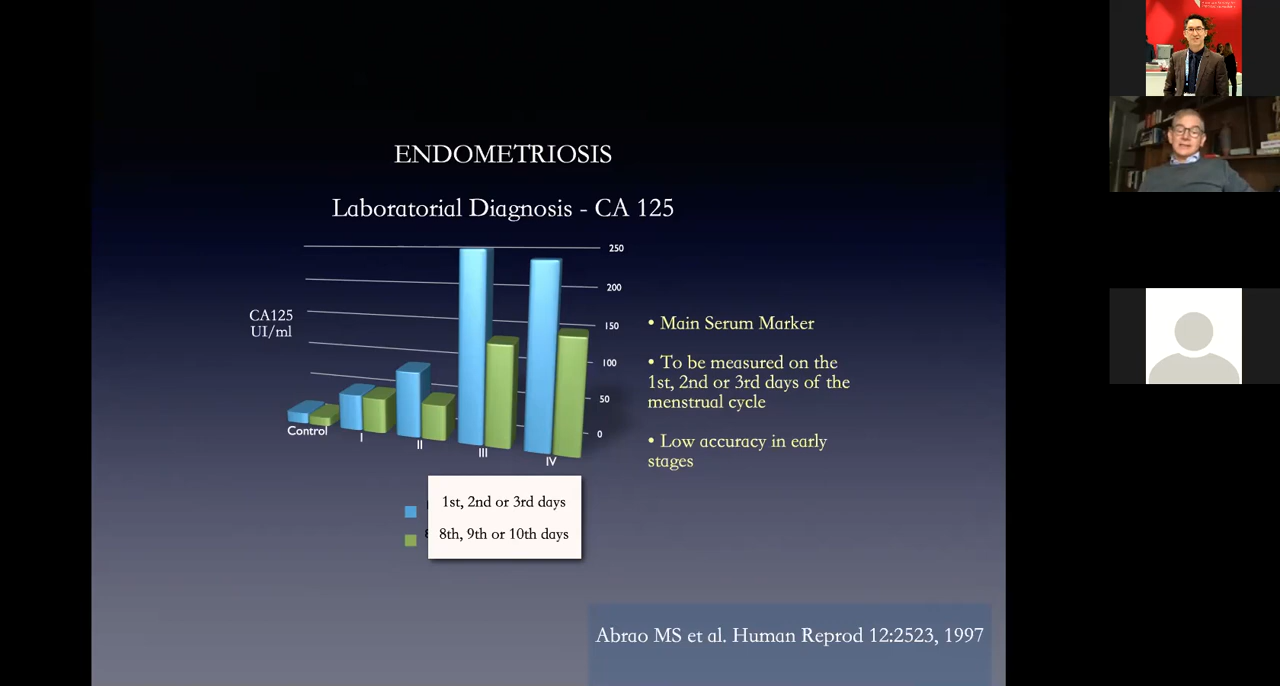 ENDOMETRIOSIS
Laboratorial Diagnosis - CA 125
250
200
150
100
50
0
CA125
UI/ml
Control
I
II
III
IV
• Main Serum Marker
• To be measured on the
1st, 2nd or 3rd days of the
menstrual cycle
• Low accuracy in early
stages
1st, 2nd or 3rd days
8th, 9th or 10th days
Abrao MS et al. Human Reprod 12:2523, 1997